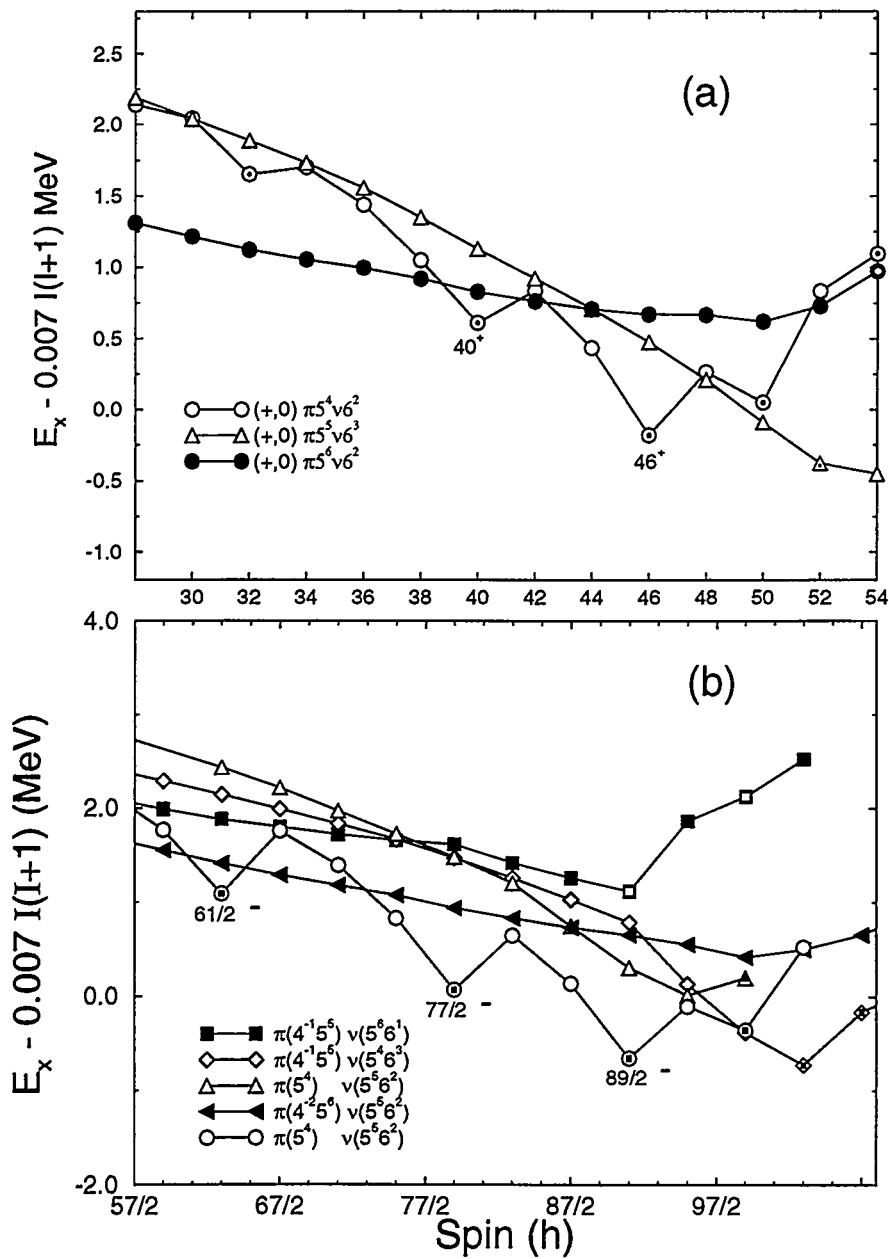 (a)
E_x - 0.007 I(I+1) MeV
2.5
2.0
1.5
1.0
0.5
0.0
-0.5
-1.0
40⁺
46⁺
(+,0) π5⁴ν6²
(+,0) π5⁵ν6³
(+,0) π5⁶ν6²
30 32 34 36 38 40 42 44 46 48 50 52 54
(b)
E_x - 0.007 I(I+1) (MeV)
4.0
2.0
0.0
-2.0
61/2 -
77/2 -
89/2 -
π(4⁻¹5⁵) ν(5⁶6¹)
π(4⁻¹5⁵) ν(5⁴6³)
π(5⁴) ν(5⁵6²)
π(4⁻²5⁶) ν(5⁵6²)
π(5⁴) ν(5⁵6²)
57/2 67/2 77/2 87/2 97/2
Spin (h)